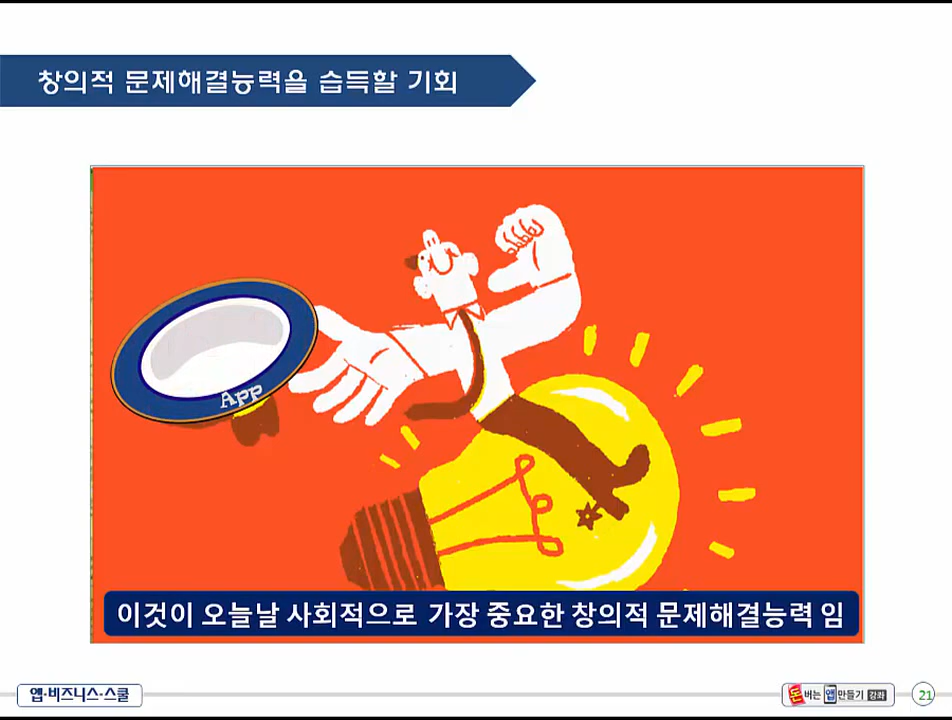 창의적 문제해결능력을 습득할 기회
App
이것이 오늘날 사회적으로 가장 중요한 창의적 문제해결능력 임
앱·비즈니스·스쿨
돈버는 앱만들기 강좌
21